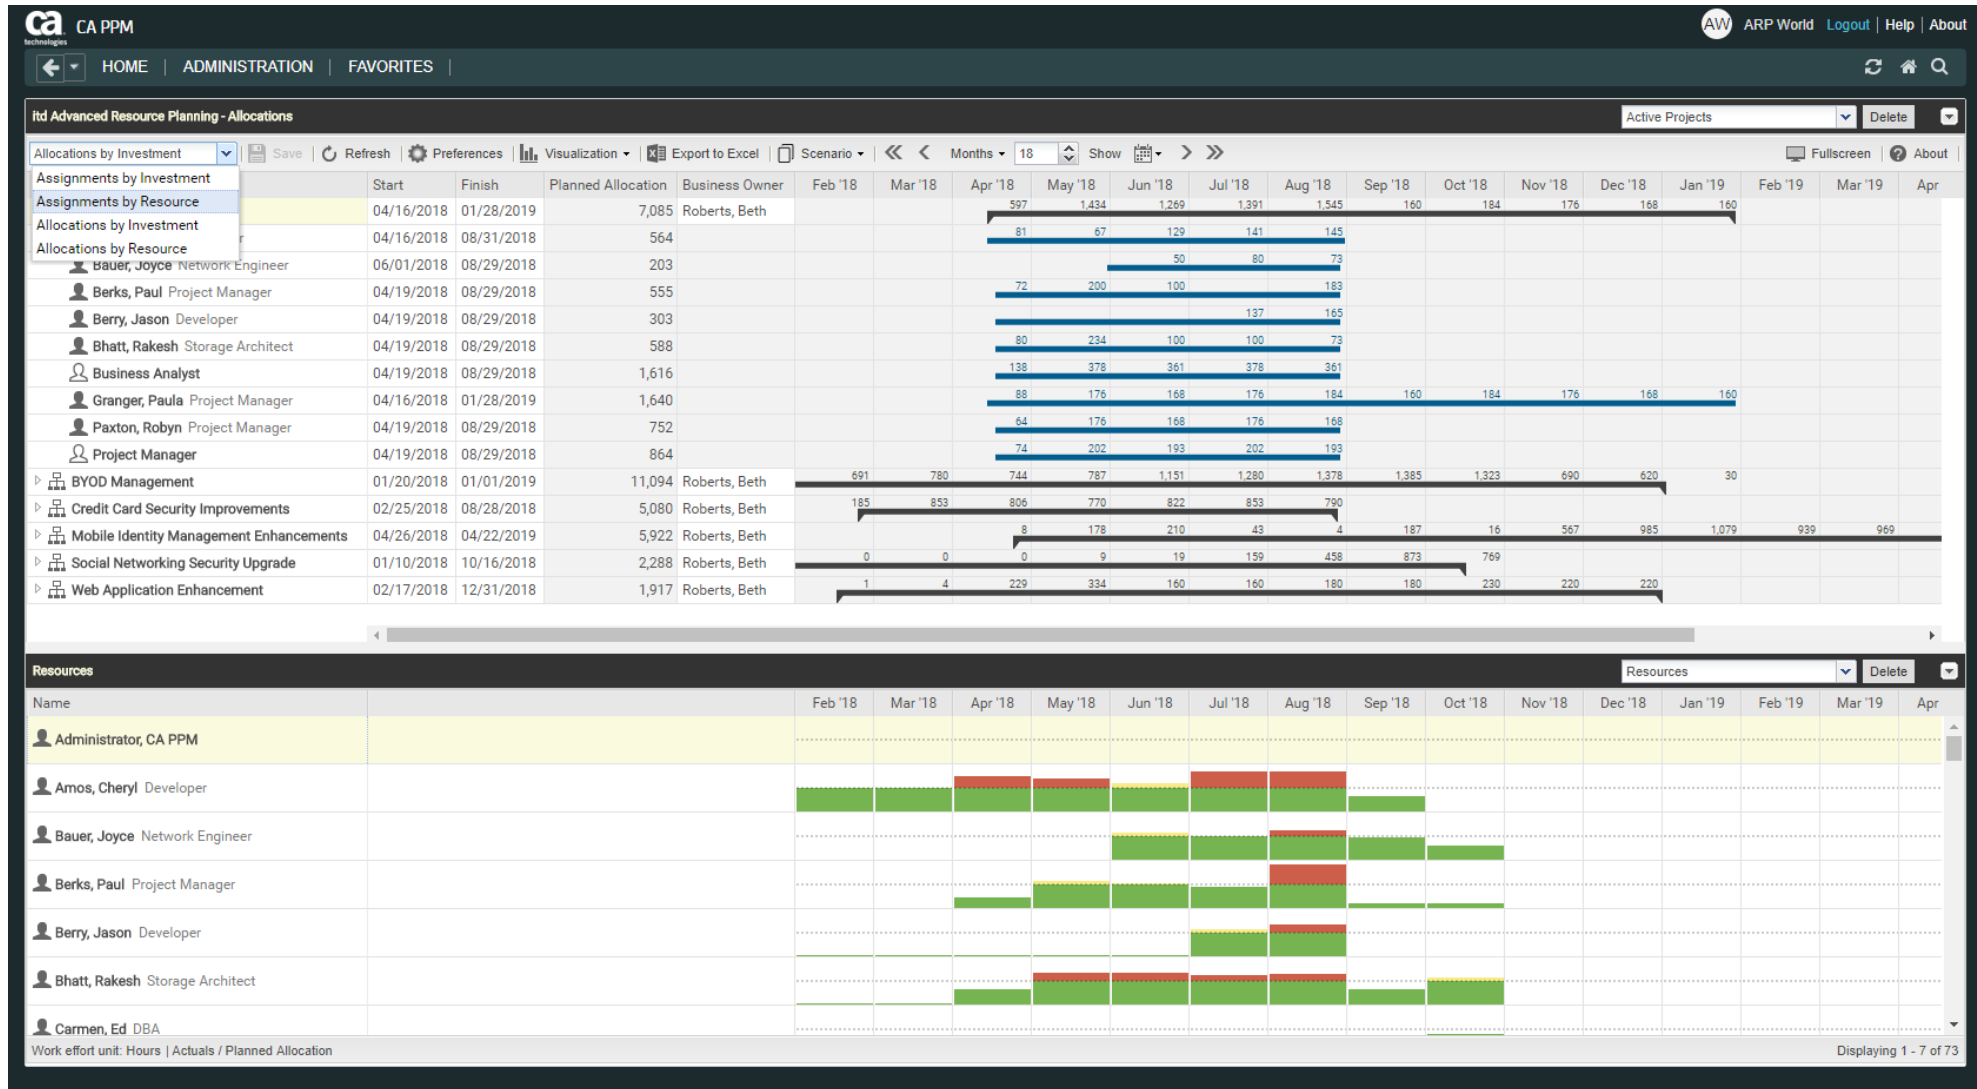 ca technologies CA PPM AW ARP World Logout | Help | About
HOME | ADMINISTRATION | FAVORITES |
itd Advanced Resource Planning - Allocations Active Projects Delete
Allocations by Investment Save Refresh Preferences Visualization Export to Excel Scenario Months 18 Show Fullscreen About
Assignments by Investment
Assignments by Resource
Allocations by Investment
Allocations by Resource
Start Finish Planned Allocation Business Owner Feb '18 Mar '18 Apr '18 May '18 Jun '18 Jul '18 Aug '18 Sep '18 Oct '18 Nov '18 Dec '18 Jan '19 Feb '19 Mar '19 Apr
04/16/2018 01/28/2019 7,085 Roberts, Beth 597 1,434 1,269 1,391 1,545 160 184 176 168 160
r 04/16/2018 08/31/2018 564 81 67 129 141 145
Bauer, Joyce Network Engineer 06/01/2018 08/29/2018 203 50 80 73
Berks, Paul Project Manager 04/19/2018 08/29/2018 555 72 200 100 183
Berry, Jason Developer 04/19/2018 08/29/2018 303 137 165
Bhatt, Rakesh Storage Architect 04/19/2018 08/29/2018 588 80 234 100 100 73
Business Analyst 04/19/2018 08/29/2018 1,616 138 378 361 378 361
Granger, Paula Project Manager 04/16/2018 01/28/2019 1,640 88 176 168 176 184 160 184 176 168 160
Paxton, Robyn Project Manager 04/19/2018 08/29/2018 752 64 176 168 176 168
Project Manager 04/19/2018 08/29/2018 864 74 202 193 202 193
BYOD Management 01/20/2018 01/01/2019 11,094 Roberts, Beth 691 780 744 787 1,151 1,280 1,378 1,385 1,323 690 620 30
Credit Card Security Improvements 02/25/2018 08/28/2018 5,080 Roberts, Beth 185 853 806 770 822 853 790
Mobile Identity Management Enhancements 04/26/2018 04/22/2019 5,922 Roberts, Beth 8 178 210 43 4 187 16 567 985 1,079 939 969
Social Networking Security Upgrade 01/10/2018 10/16/2018 2,288 Roberts, Beth 0 0 0 9 19 159 458 873 769
Web Application Enhancement 02/17/2018 12/31/2018 1,917 Roberts, Beth 1 4 229 334 160 160 180 180 230 220 220
Resources Resources Delete
Name Feb '18 Mar '18 Apr '18 May '18 Jun '18 Jul '18 Aug '18 Sep '18 Oct '18 Nov '18 Dec '18 Jan '19 Feb '19 Mar '19 Apr
Administrator, CA PPM
Amos, Cheryl Developer
Bauer, Joyce Network Engineer
Berks, Paul Project Manager
Berry, Jason Developer
Bhatt, Rakesh Storage Architect
Carmen, Ed DBA
Work effort unit: Hours | Actuals / Planned Allocation Displaying 1 - 7 of 73